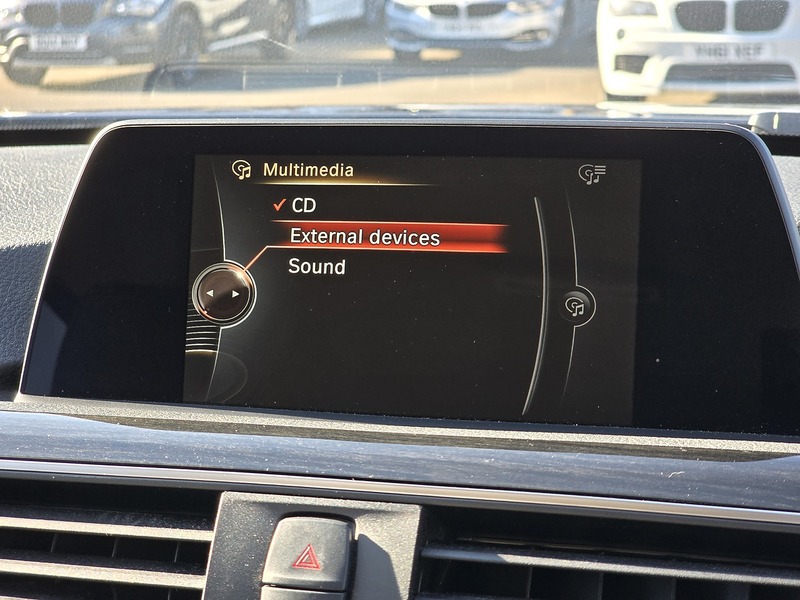 Multimedia
✓ CD
External devices
Sound